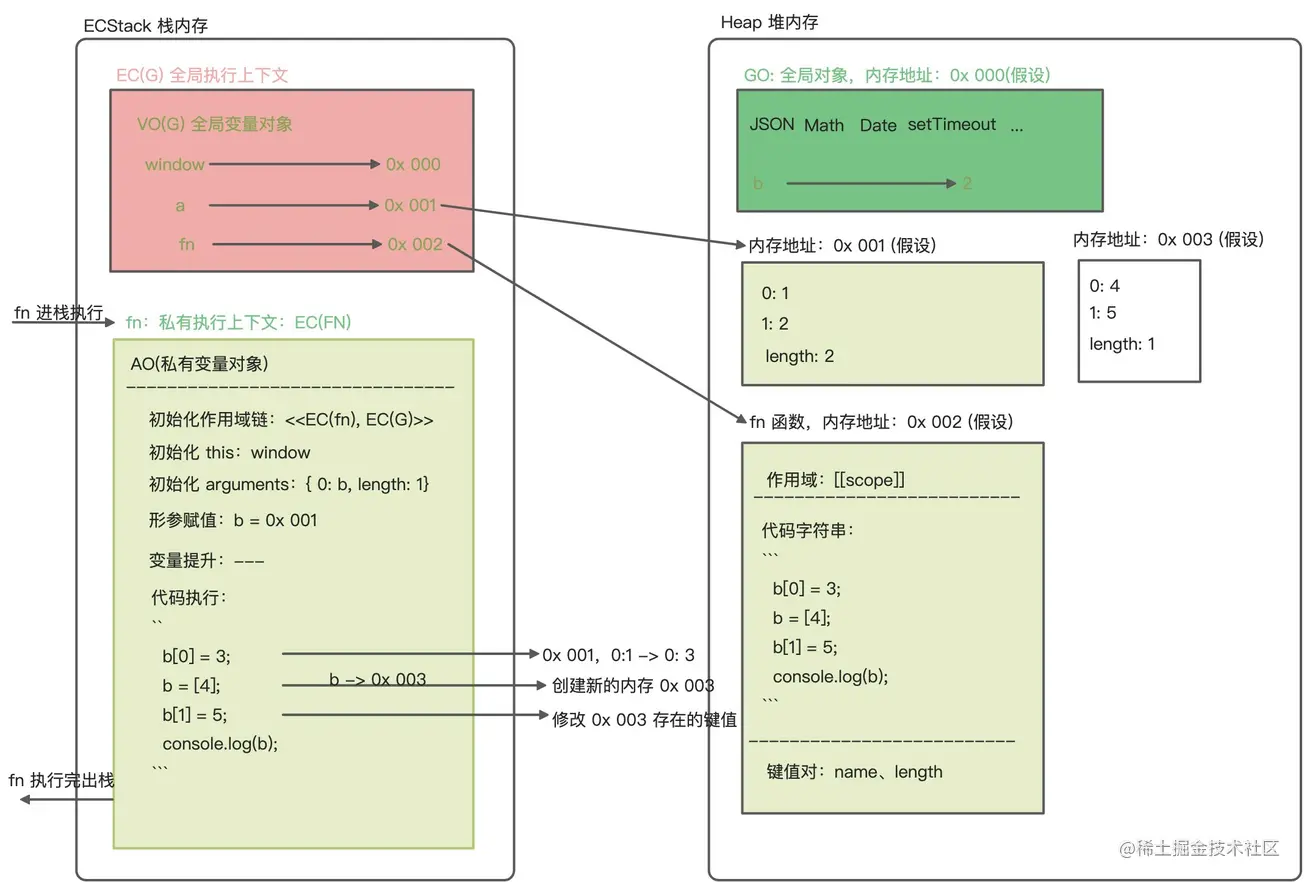 ECStack 栈内存
EC(G) 全局执行上下文
VO(G) 全局变量对象
window 0x 000
a 0x 001
fn 0x 002
fn 进栈执行
fn：私有执行上下文：EC(FN)
AO(私有变量对象)
初始化作用域链：<<EC(fn), EC(G)>>
初始化 this：window
初始化 arguments：{ 0: b, length: 1}
形参赋值：b = 0x 001
变量提升：---
代码执行：
``
b[0] = 3;
b = [4];
b -> 0x 003
b[1] = 5;
console.log(b);
```
fn 执行完出栈
0x 001，0:1 -> 0: 3
创建新的内存 0x 003
修改 0x 003 存在的键值
Heap 堆内存
GO: 全局对象，内存地址：0x 000(假设)
JSON Math Date setTimeout ...
b 2
内存地址：0x 001 (假设)
0: 1
1: 2
length: 2
内存地址：0x 003 (假设)
0: 4
1: 5
length: 1
fn 函数，内存地址：0x 002 (假设)
作用域：[[scope]]
代码字符串：
```
b[0] = 3;
b = [4];
b[1] = 5;
console.log(b);
```
键值对：name、length
@稀土掘金技术社区